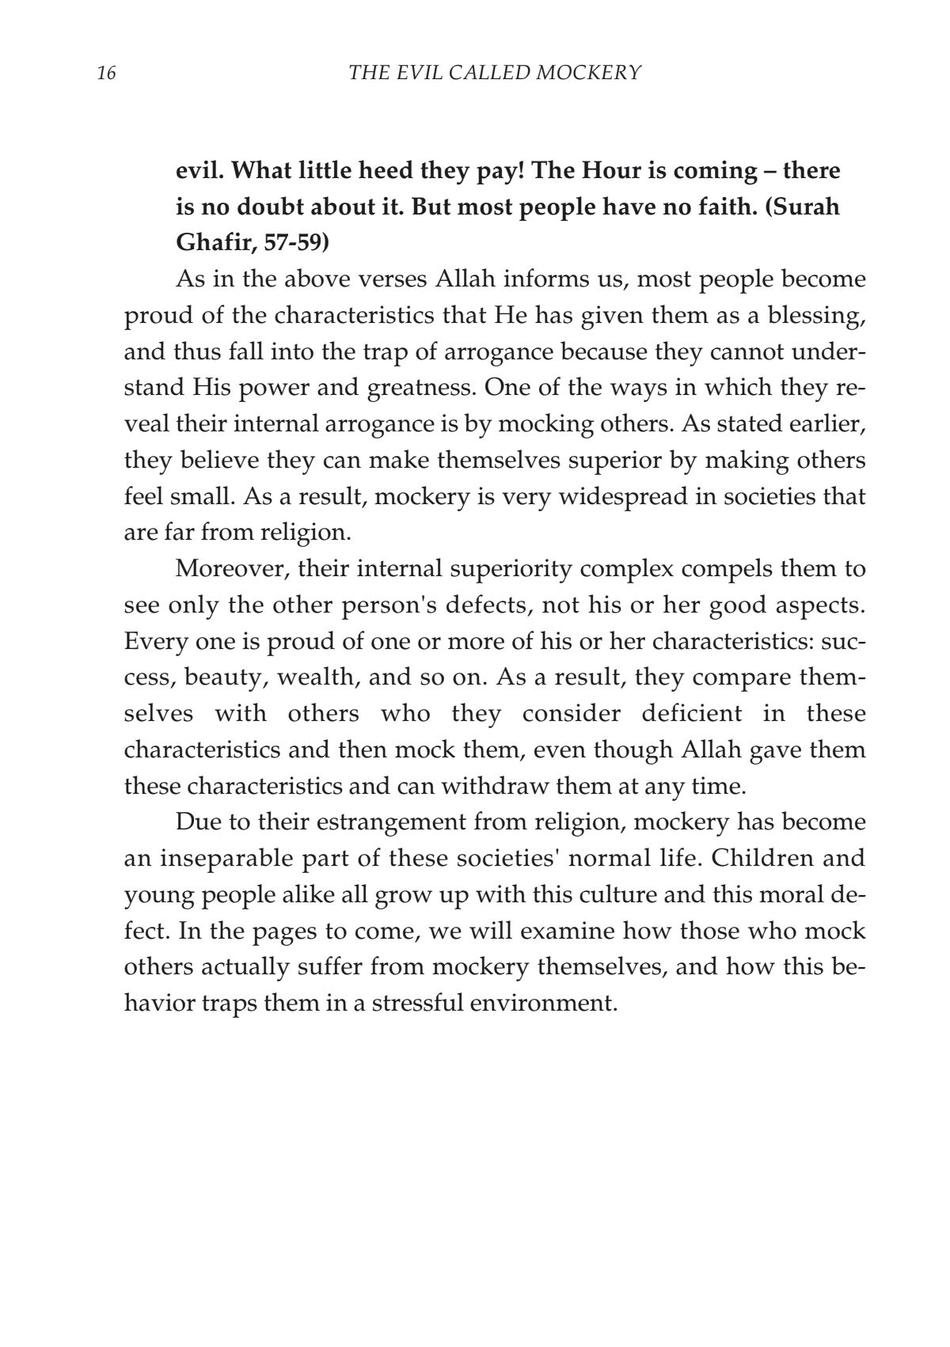 16
THE EVIL CALLED MOCKERY
evil. What little heed they pay! The Hour is coming – there
is no doubt about it. But most people have no faith. (Surah
Ghafir, 57-59)
As in the above verses Allah informs us, most people become
proud of the characteristics that He has given them as a blessing,
and thus fall into the trap of arrogance because they cannot under-
stand His power and greatness. One of the ways in which they re-
veal their internal arrogance is by mocking others. As stated earlier,
they believe they can make themselves superior by making others
feel small. As a result, mockery is very widespread in societies that
are far from religion.
Moreover, their internal superiority complex compels them to
see only the other person's defects, not his or her good aspects.
Every one is proud of one or more of his or her characteristics: suc-
cess, beauty, wealth, and so on. As a result, they compare them-
selves with others who they consider deficient in these
characteristics and then mock them, even though Allah gave them
these characteristics and can withdraw them at any time.
Due to their estrangement from religion, mockery has become
an inseparable part of these societies' normal life. Children and
young people alike all grow up with this culture and this moral de-
fect. In the pages to come, we will examine how those who mock
others actually suffer from mockery themselves, and how this be-
havior traps them in a stressful environment.